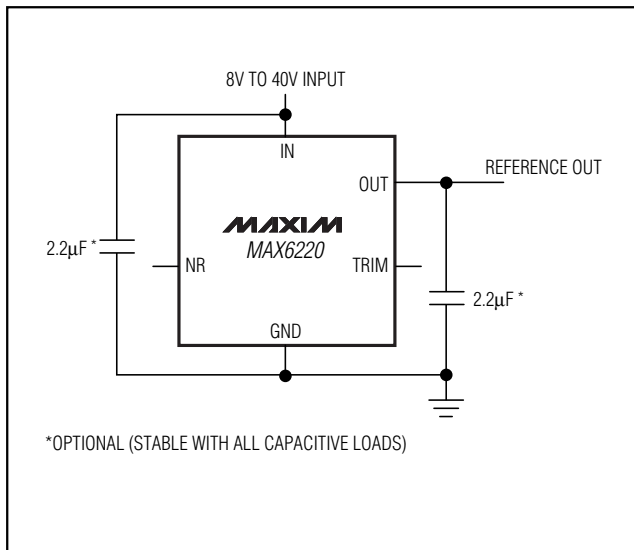 8V TO 40V INPUT
IN
OUT
REFERENCE OUT
MAXIM
MAX6220
2.2μF *
NR
TRIM
2.2μF *
GND
*OPTIONAL (STABLE WITH ALL CAPACITIVE LOADS)